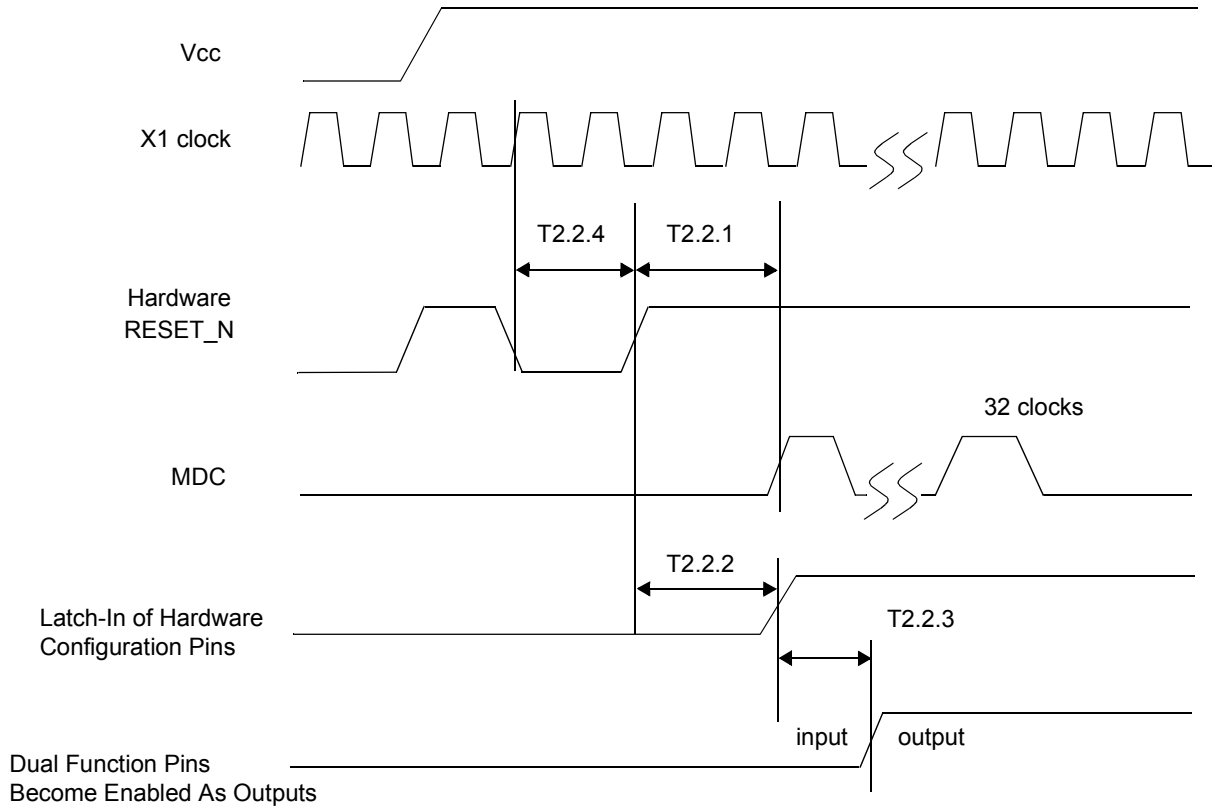 Vcc
X1 clock
T2.2.4
T2.2.1
Hardware
RESET_N
32 clocks
MDC
T2.2.2
Latch-In of Hardware
Configuration Pins
T2.2.3
input
output
Dual Function Pins
Become Enabled As Outputs